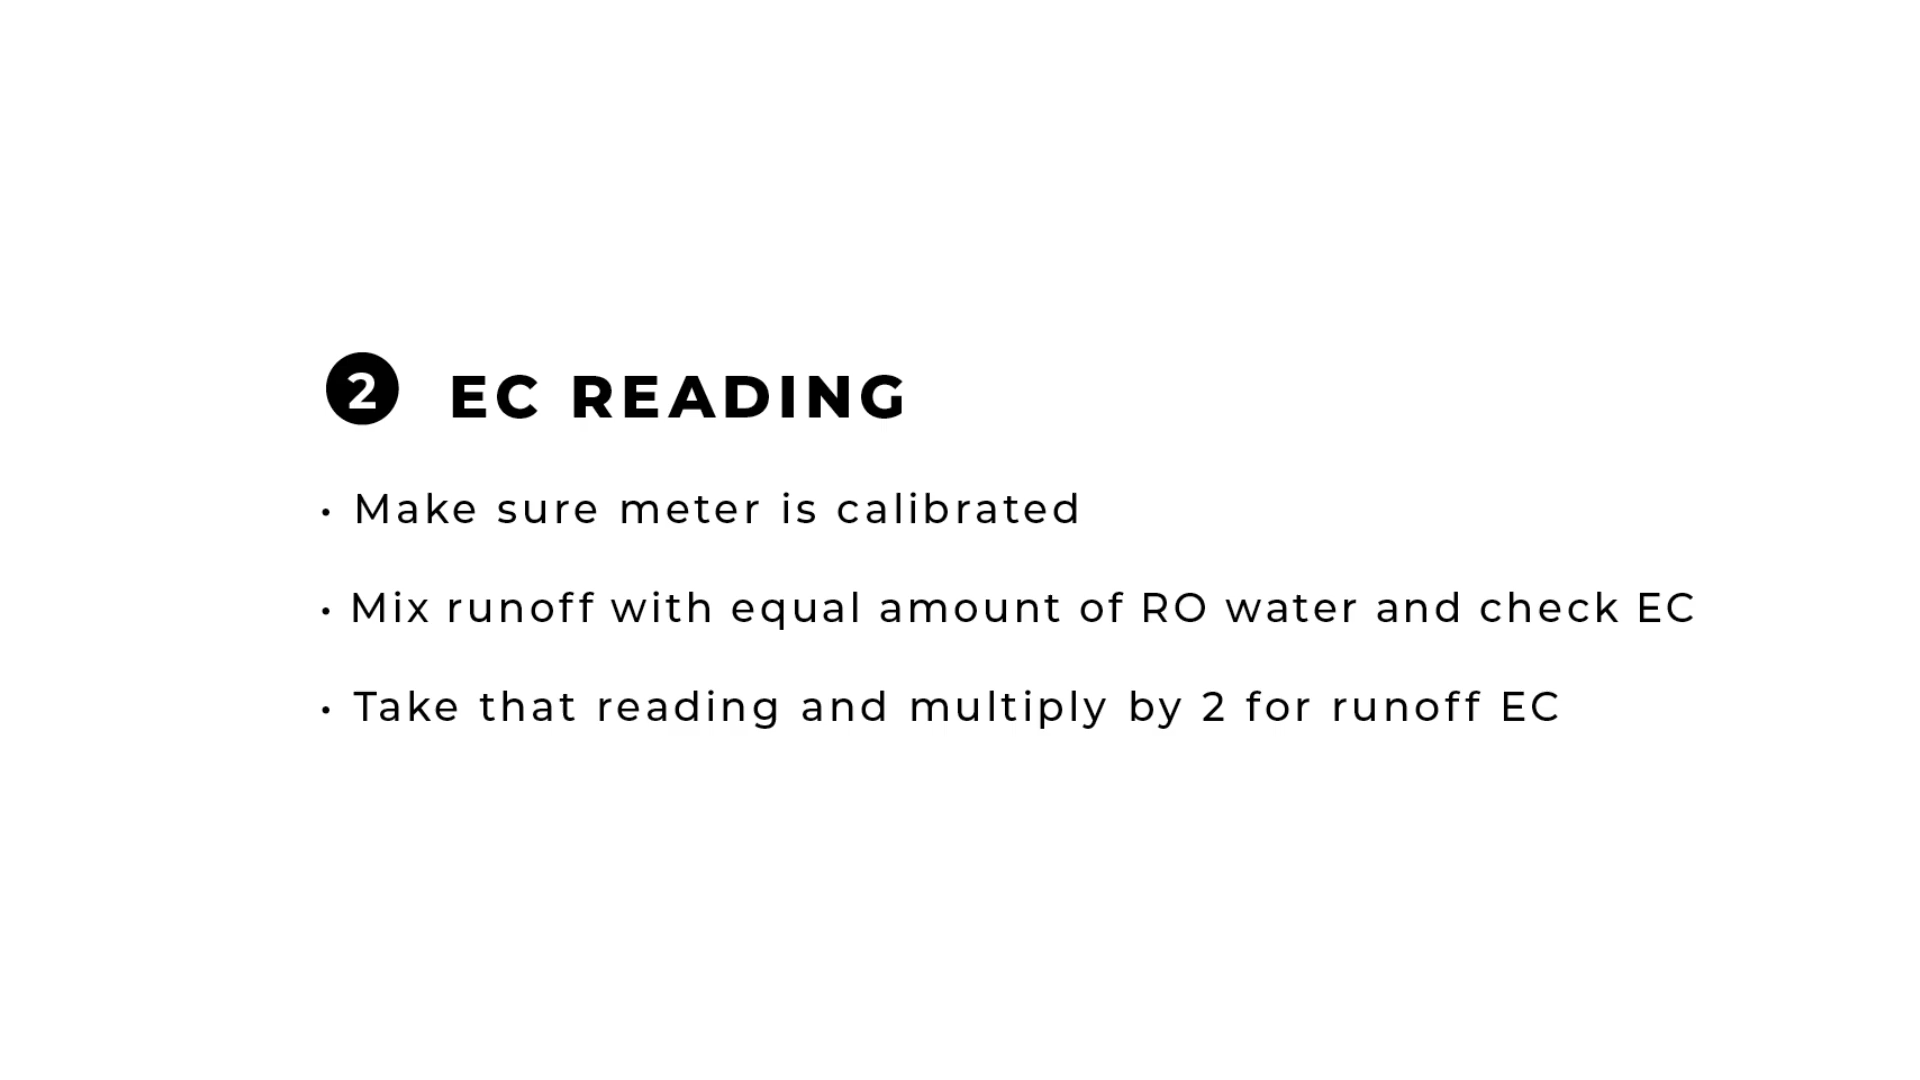 2 EC READING
• Make sure meter is calibrated
• Mix runoff with equal amount of RO water and check EC
• Take that reading and multiply by 2 for runoff EC